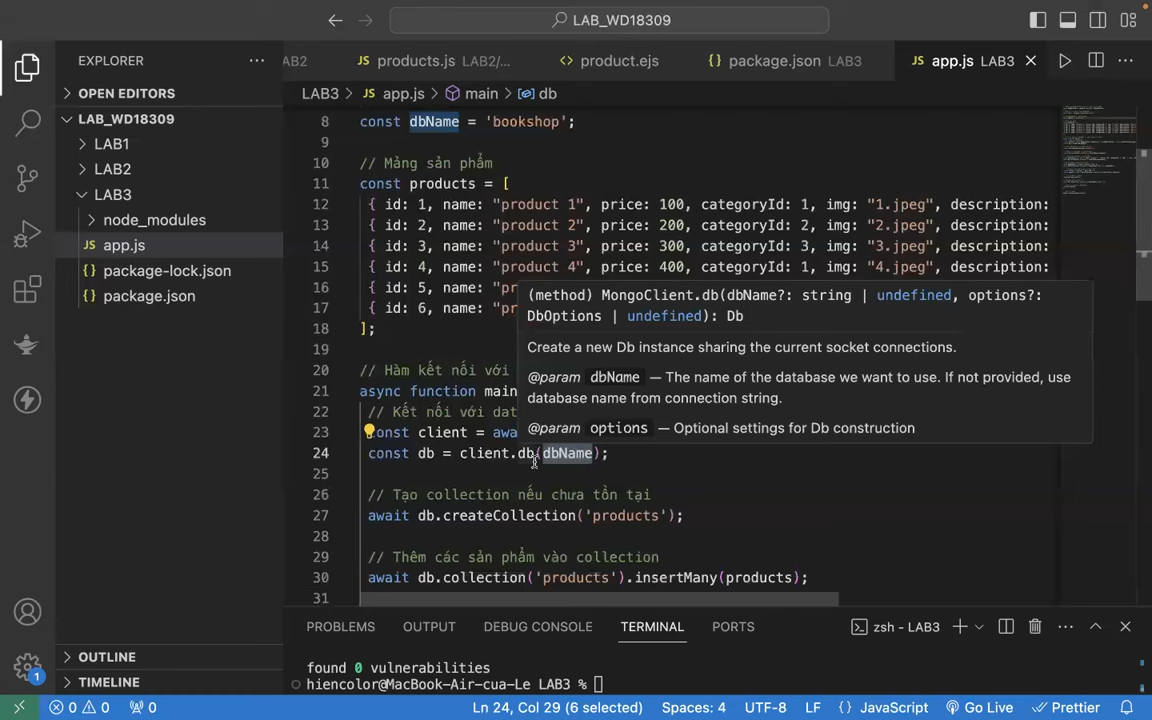 LAB_WD18309
EXPLORER
AB2
products.js LAB2/...
product.ejs
package.json LAB3
app.js LAB3
OPEN EDITORS
LAB3 > app.js > main > db
LAB_WD18309
LAB1
LAB2
LAB3
node_modules
app.js
package-lock.json
package.json
8 const dbName = 'bookshop';
9
10 // Mảng sản phẩm
11 const products = [
12 { id: 1, name: "product 1", price: 100, categoryId: 1, img: "1.jpeg", description:
13 { id: 2, name: "product 2", price: 200, categoryId: 2, img: "2.jpeg", description:
14 { id: 3, name: "product 3", price: 300, categoryId: 3, img: "3.jpeg", description:
15 { id: 4, name: "product 4", price: 400, categoryId: 1, img: "4.jpeg", description:
16 { id: 5, name: "pr
17 { id: 6, name: "pr
18 ];
19
20 // Hàm kết nối với
21 async function main
22 // Kết nối với dat
23 const client = awa
24 const db = client.db(dbName);
25
26 // Tạo collection nếu chưa tồn tại
27 await db.createCollection('products');
28
29 // Thêm các sản phẩm vào collection
30 await db.collection('products').insertMany(products);
31
(method) MongoClient.db(dbName?: string | undefined, options?:
DbOptions | undefined): Db
Create a new Db instance sharing the current socket connections.
@param dbName — The name of the database we want to use. If not provided, use
database name from connection string.
@param options — Optional settings for Db construction
PROBLEMS OUTPUT DEBUG CONSOLE TERMINAL PORTS
zsh - LAB3
found 0 vulnerabilities
hiencolor@MacBook-Air-cua-Le LAB3 %
OUTLINE
TIMELINE
1
0 0 0
Ln 24, Col 29 (6 selected) Spaces: 4 UTF-8 LF {} JavaScript Go Live Prettier